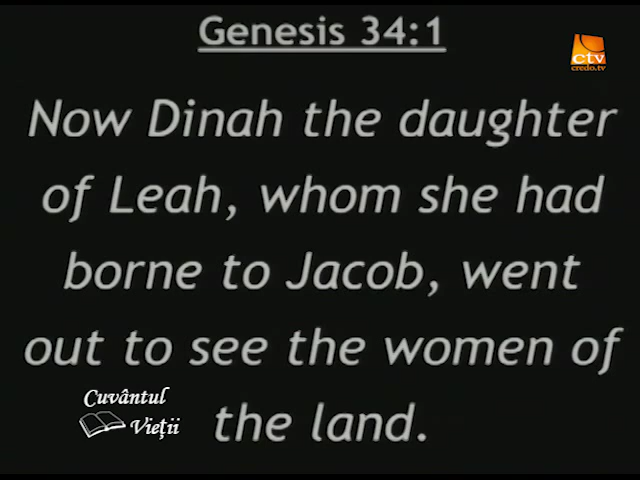 Genesis 34:1
ctv
credo.tv
Now Dinah the daughter
of Leah, whom she had
borne to Jacob, went
out to see the women of
the land.
Cuvântul
Vieții